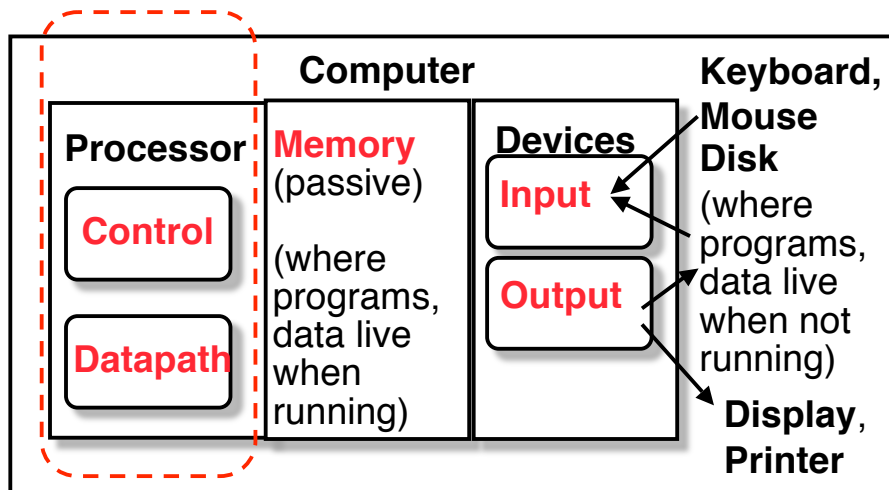 Computer
Processor
Control
Datapath
Memory
(passive)
(where
programs,
data live
when
running)
Devices
Input
Output
Keyboard,
Mouse
Disk
(where
programs,
data live
when not
running)
Display,
Printer